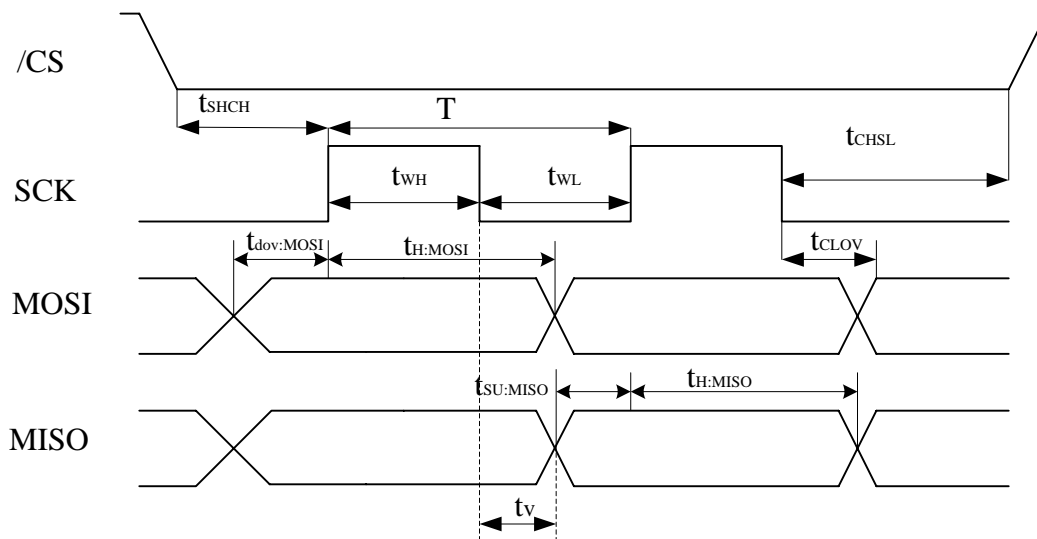 /CS
tSHCH
T
tCHSL
SCK
tWH
tWL
tdov:MOSI
tH:MOSI
tCLOV
MOSI
tSU:MISO
tH:MISO
MISO
tV